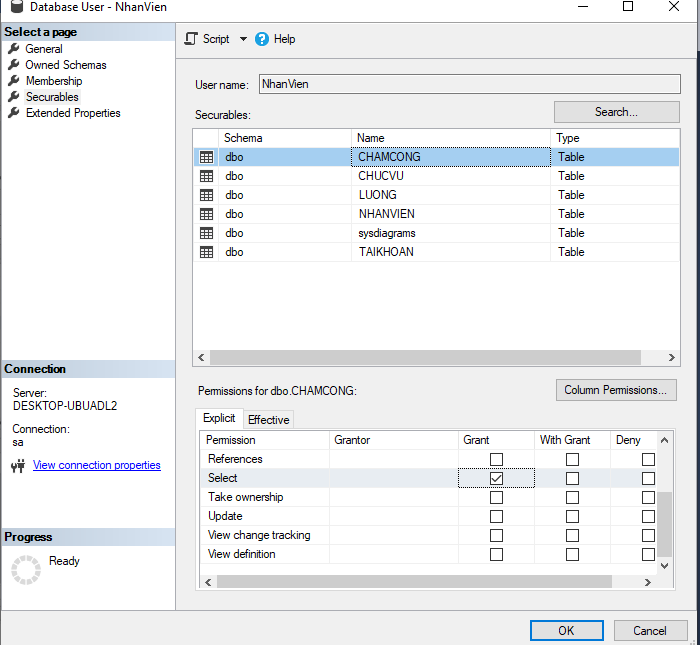 Database User - NhanVien
Select a page
General
Owned Schemas
Membership
Securables
Extended Properties
Connection
Server:
DESKTOP-UBUADL2
Connection:
sa
View connection properties
Progress
Ready
Script
Help
User name: NhanVien
Securables: Search...
Schema Name Type
dbo CHAMCONG Table
dbo CHUCVU Table
dbo LUONG Table
dbo NHANVIEN Table
dbo sysdiagrams Table
dbo TAIKHOAN Table
Permissions for dbo.CHAMCONG: Column Permissions...
Explicit Effective
Permission Grantor Grant With Grant Deny
References
Select
Take ownership
Update
View change tracking
View definition
OK Cancel